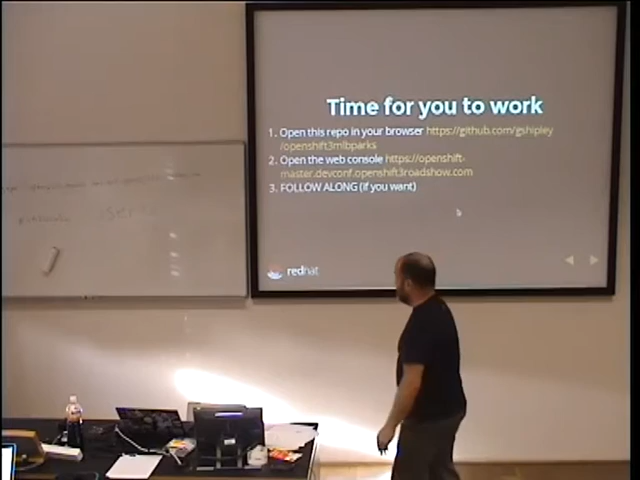 Time for you to work
1. Open this repo in your browser https://github.com/gshipley
/openshift3mlbparks
2. Open the web console https://openshift-
master.devconf.openshift3roadshow.com
3. FOLLOW ALONG (if you want)
redhat